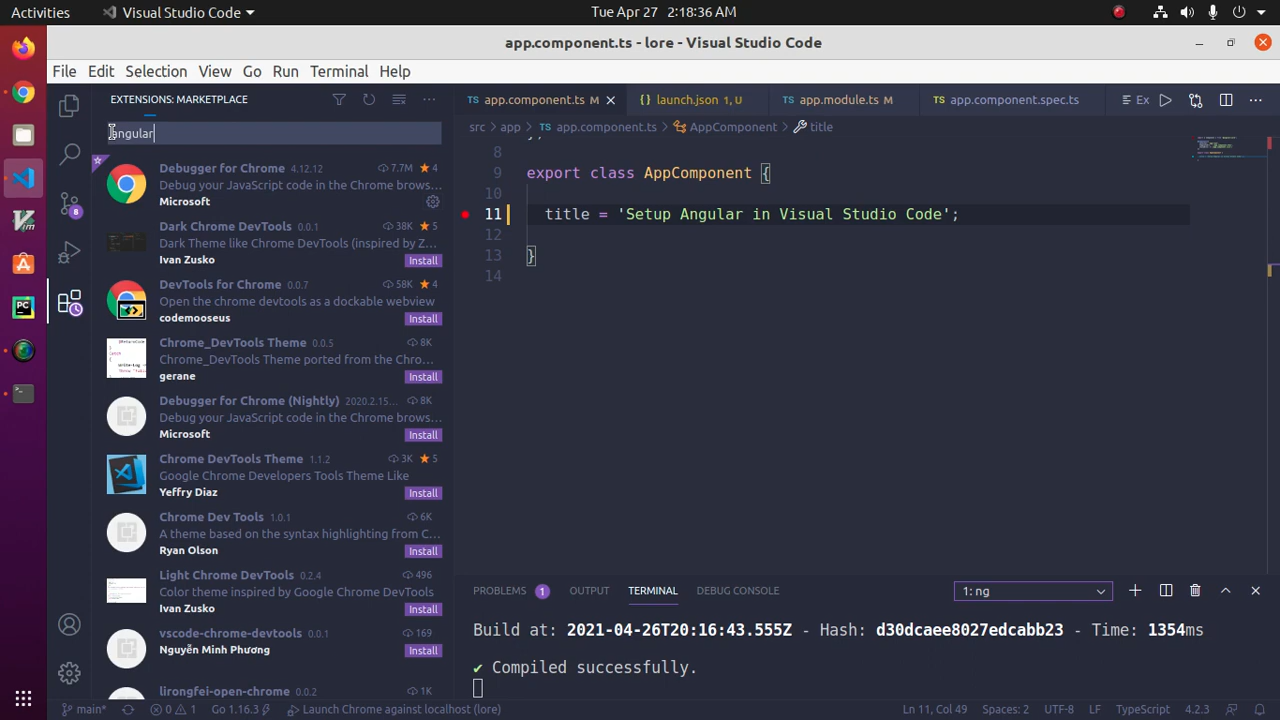 Activities
Visual Studio Code
Tue Apr 27 2:18:36 AM
app.component.ts - lore - Visual Studio Code
File Edit Selection View Go Run Terminal Help
EXTENSIONS: MARKETPLACE
angular
Debugger for Chrome 4.12.12 7.7M 4
Debug your JavaScript code in the Chrome brows...
Microsoft
Dark Chrome DevTools 0.0.1 38K 5
Dark Theme like Chrome DevTools (inspired by Z...
Ivan Zusko Install
DevTools for Chrome 0.0.7 58K 4
Open the chrome devtools as a dockable webview
codemooseus Install
Chrome_DevTools Theme 0.0.5 8K
Chrome_DevTools Theme ported from the Chro...
gerane Install
Debugger for Chrome (Nightly) 2020.2.15... 8K
Debug your JavaScript code in the Chrome brows...
Microsoft Install
Chrome DevTools Theme 1.1.2 3K 5
Google Chrome Developers Tools Theme Like
Yeffry Diaz Install
Chrome Dev Tools 1.0.1 6K
A theme based on the syntax highlighting from C...
Ryan Olson Install
Light Chrome DevTools 0.2.4 496
Color theme inspired by Google Chrome DevTools
Ivan Zusko Install
vscode-chrome-devtools 0.0.1 169
Nguyễn Minh Phương Install
lirongfei-open-chrome 0.0.2 1K
8
TS app.component.ts M
launch.json 1, U
TS app.module.ts M
TS app.component.spec.ts
Ex
src > app > TS app.component.ts > AppComponent > title
8
9 export class AppComponent {
10
11 title = 'Setup Angular in Visual Studio Code';
12
13 }
14
PROBLEMS 1 OUTPUT TERMINAL DEBUG CONSOLE
1: ng
Build at: 2021-04-26T20:16:43.555Z - Hash: d30dcaee8027edcabb23 - Time: 1354ms
✔ Compiled successfully.
main* 0 1 Go 1.16.3 Launch Chrome against localhost (lore)
Ln 11, Col 49 Spaces: 2 UTF-8 LF TypeScript 4.2.3